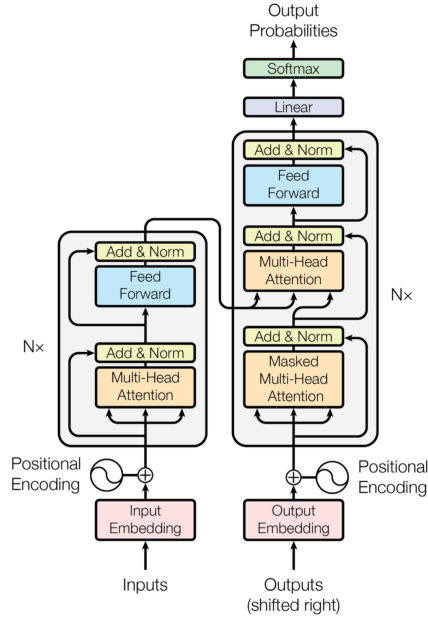 Output
Probabilities
Softmax
Linear
Add & Norm
Feed
Forward
Add & Norm
Multi-Head
Attention
Add & Norm
Masked
Multi-Head
Attention
N×
Positional
Encoding
Output
Embedding
Outputs
(shifted right)
Add & Norm
Feed
Forward
Add & Norm
Multi-Head
Attention
N×
Positional
Encoding
Input
Embedding
Inputs